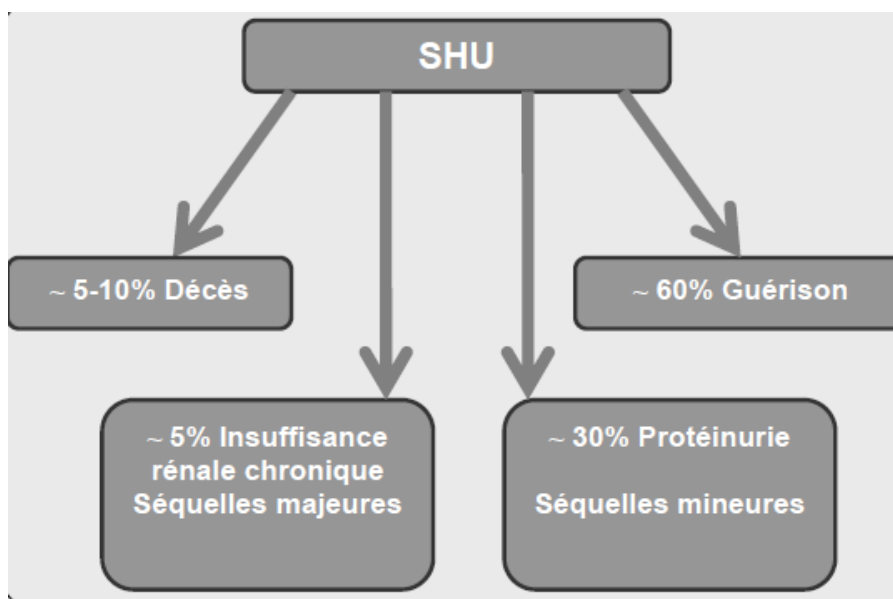 SHU
~ 5-10% Décès
~ 60% Guérison
~ 5% Insuffisance
rénale chronique
Séquelles majeures
~ 30% Protéinurie
Séquelles mineures